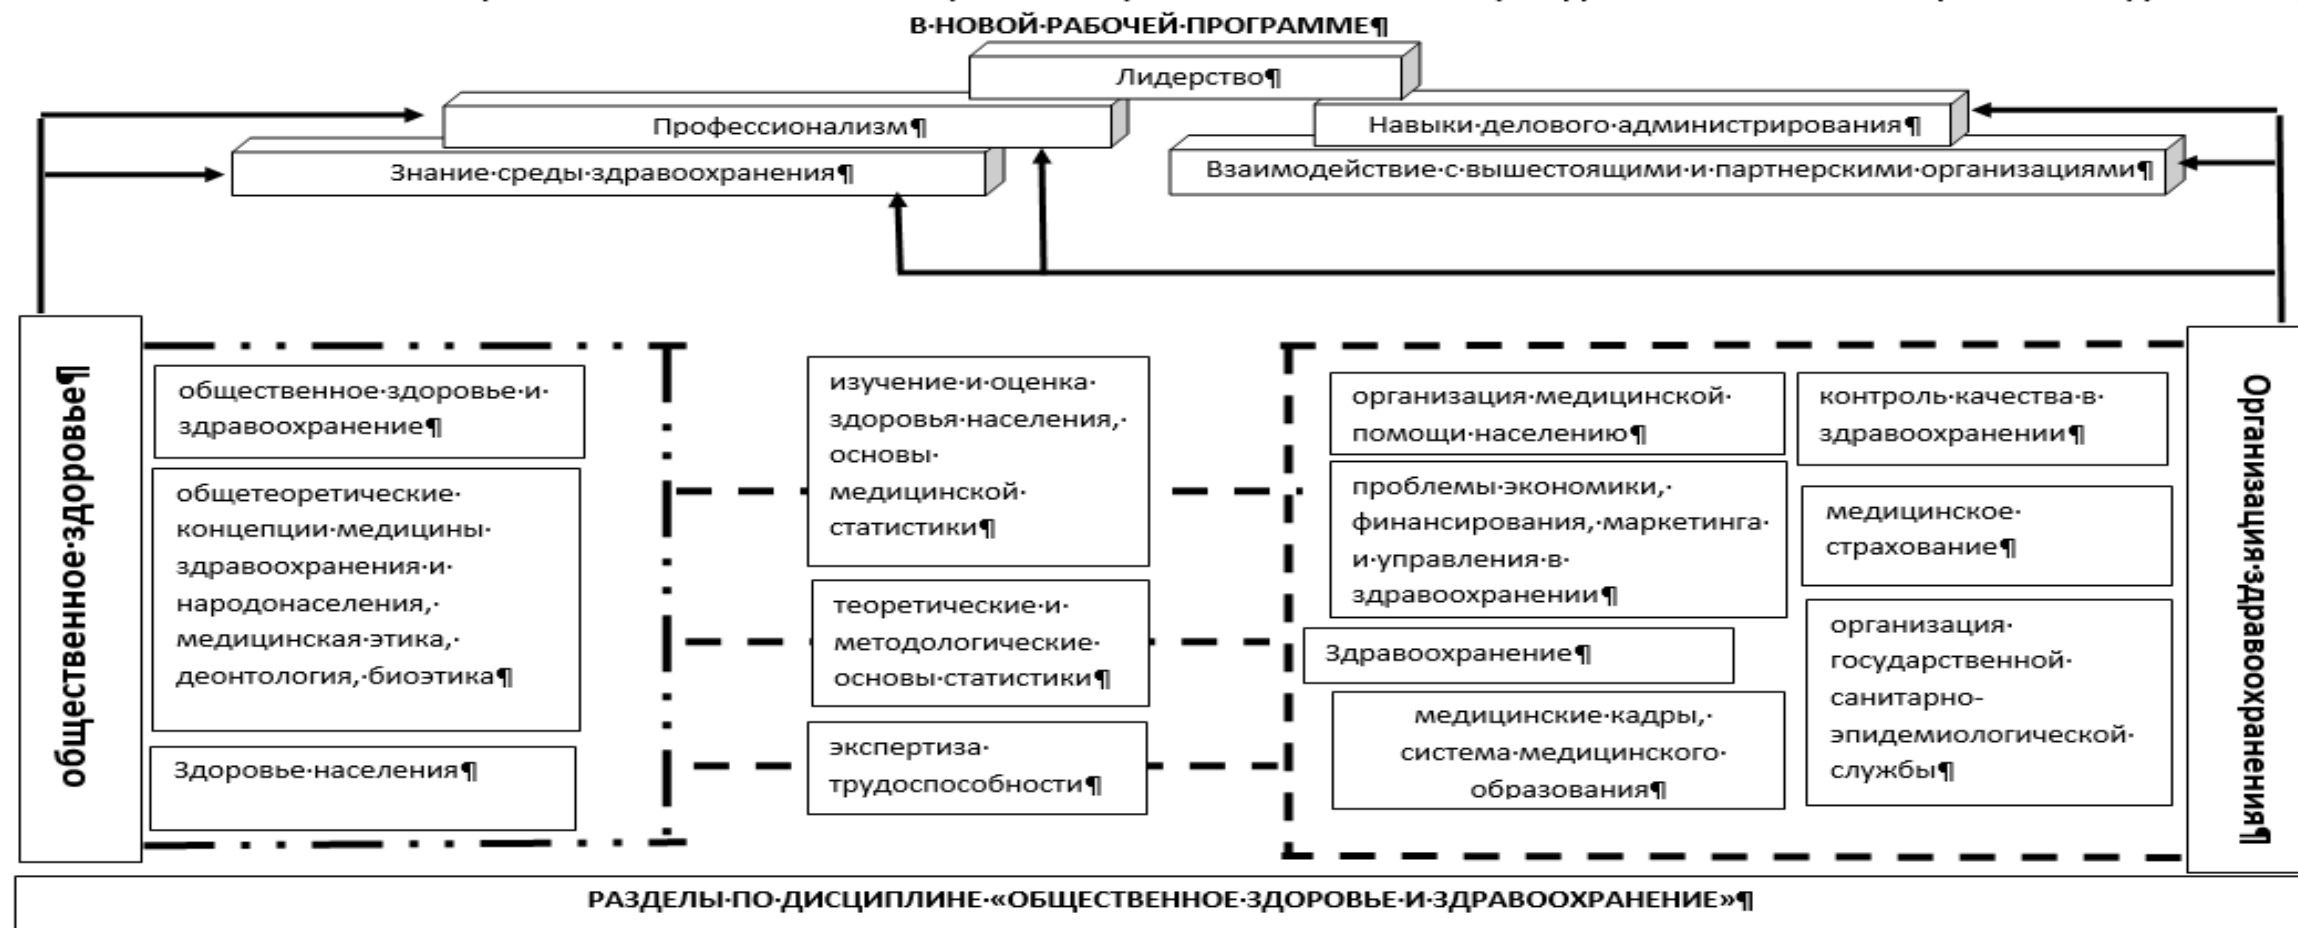 В·НОВОЙ·РАБОЧЕЙ·ПРОГРАММЕ¶
Лидерство¶
Профессионализм¶
Навыки·делового·администрирования¶
Знание·среды·здравоохранения¶
Взаимодействие·с·вышестоящими·и·партнерскими·организациями¶
общественное·здоровье¶
общественное·здоровье·и·
здравоохранение¶
общетеоретические·
концепции·медицины·
здравоохранения·и·
народонаселения,·
медицинская·этика,·
деонтология,·биоэтика¶
Здоровье·населения¶
изучение·и·оценка·
здоровья·населения,·
основы·
медицинской·
статистики¶
теоретические·и·
методологические·
основы·статистики¶
экспертиза·
трудоспособности¶
организация·медицинской·
помощи·населению¶
проблемы·экономики,·
финансирования,·маркетинга·
и·управления·в·
здравоохранении¶
Здравоохранение¶
медицинские·кадры,·
система·медицинского·
образования¶
контроль·качества·в·
здравоохранении¶
медицинское·
страхование¶
организация·
государственной·
санитарно-
эпидемиологической·
службы¶
Организация·здравоохранения¶
РАЗДЕЛЫ·ПО·ДИСЦИПЛИНЕ·«ОБЩЕСТВЕННОЕ·ЗДОРОВЬЕ·И·ЗДРАВООХРАНЕНИЕ»¶